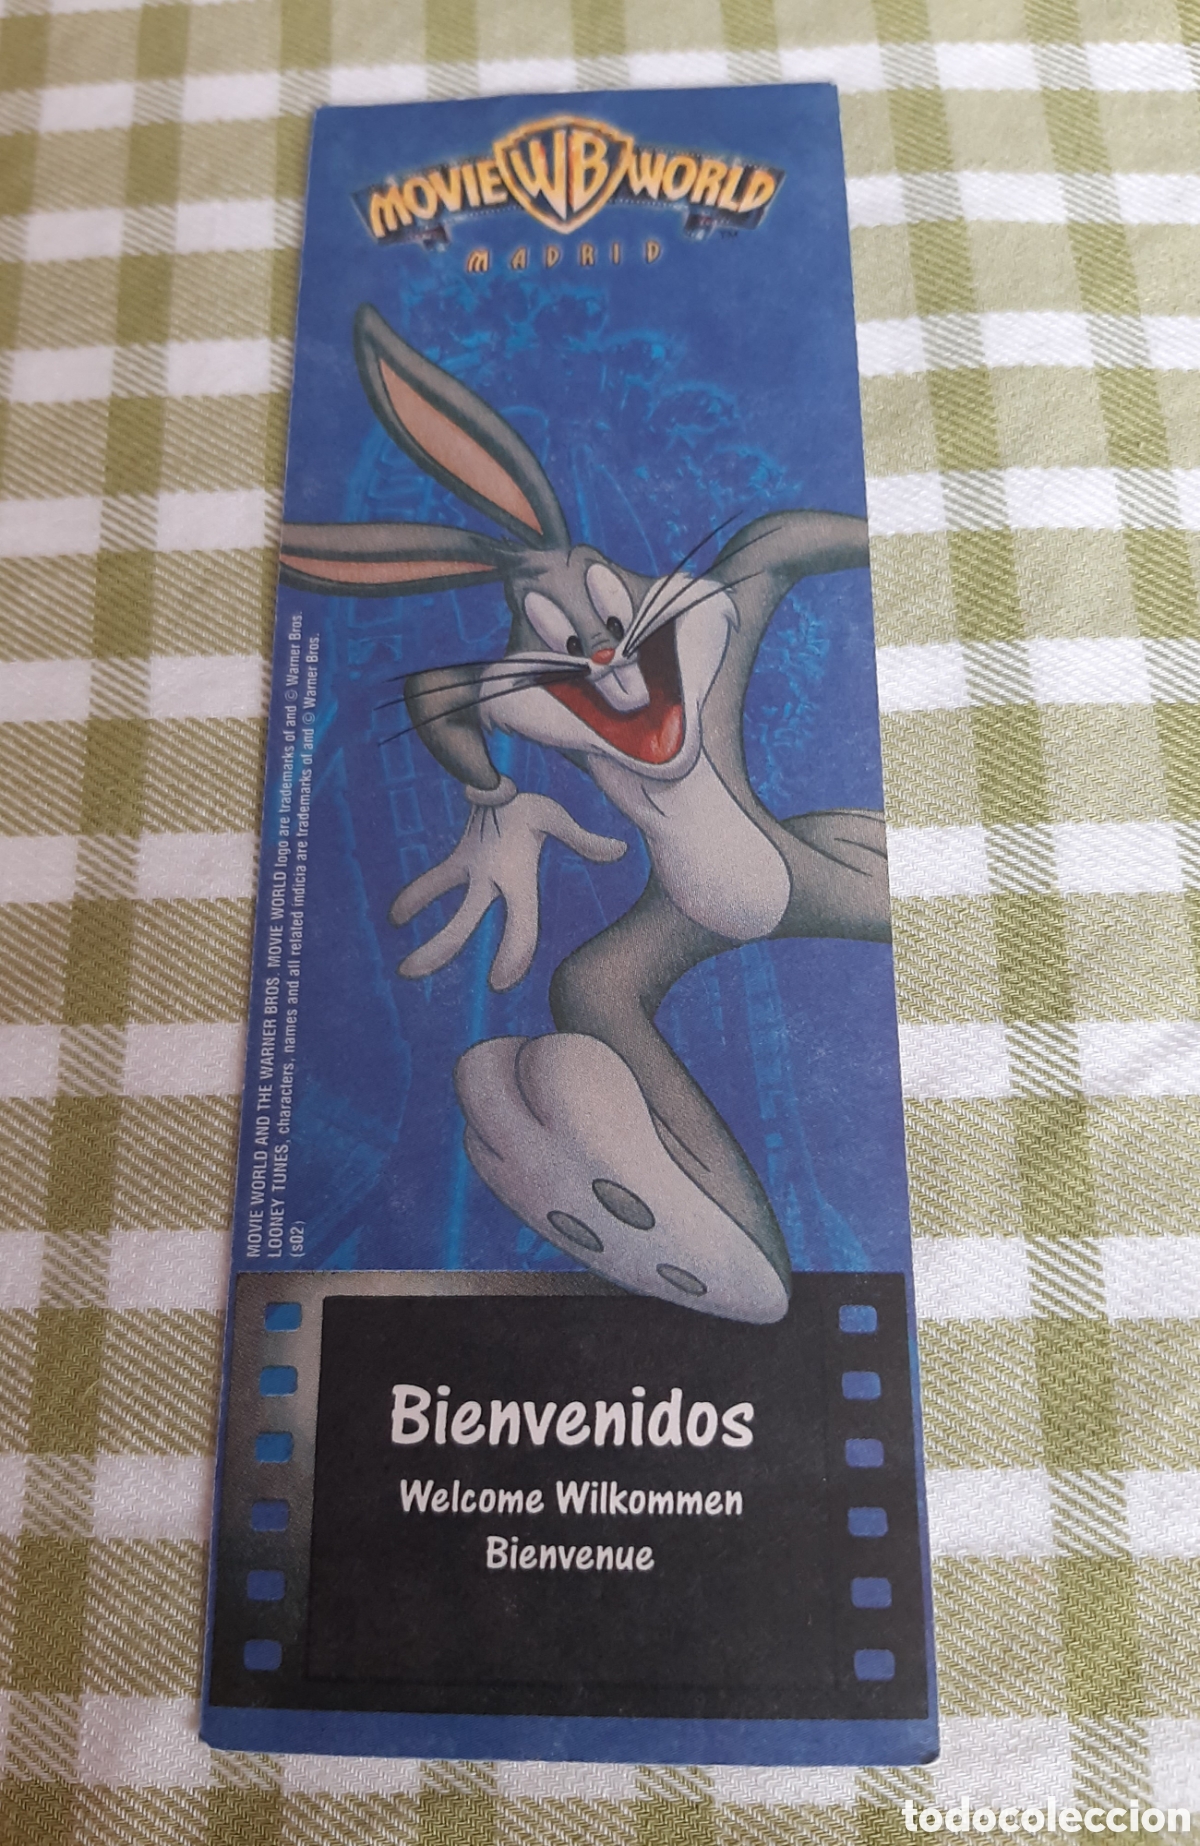 MOVIE WB WORLD TM
MADRID
MOVIE WORLD AND THE WARNER BROS. MOVIE WORLD logo are trademarks of and © Warner Bros.
LOONEY TUNES, characters, names and all related indicia are trademarks of and © Warner Bros.
(s02)
Bienvenidos
Welcome Wilkommen
Bienvenue
todocoleccion